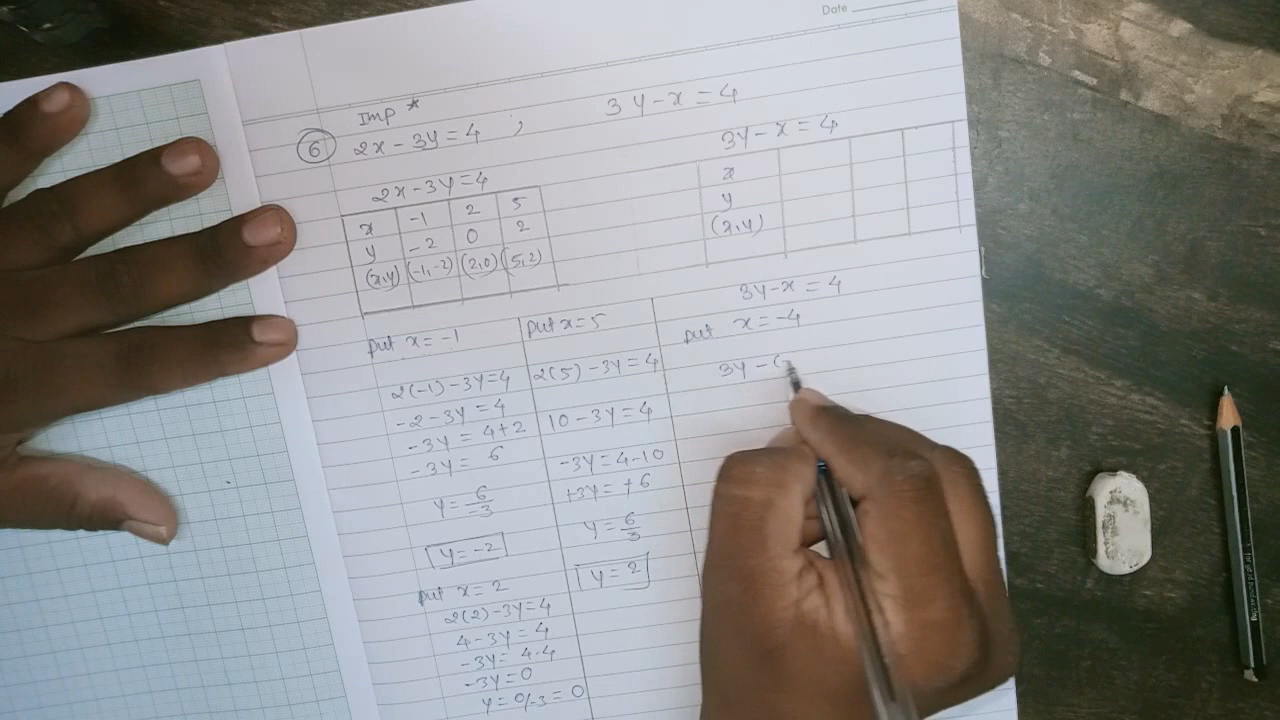 Date
IMP *
6 2x - 3y = 4 ; 3y - x = 4
2x - 3y = 4
x -1 2 5
y -2 0 2
(x,y) (-1,-2) (2,0) (5,2)
put x = -1
2(-1) - 3y = 4
-2 - 3y = 4
-3y = 4+2
-3y = 6
y = 6/-3
y = -2
put x = 2
2(2) - 3y = 4
4 - 3y = 4
-3y = 4-4
-3y = 0
y = 0/-3 = 0
put x = 5
2(5) - 3y = 4
10 - 3y = 4
-3y = 4-10
+3y = +6
y = 6/3
y = 2
3y - x = 4
x
y
(x,y)
3y - x = 4
put x = -4
3y - (